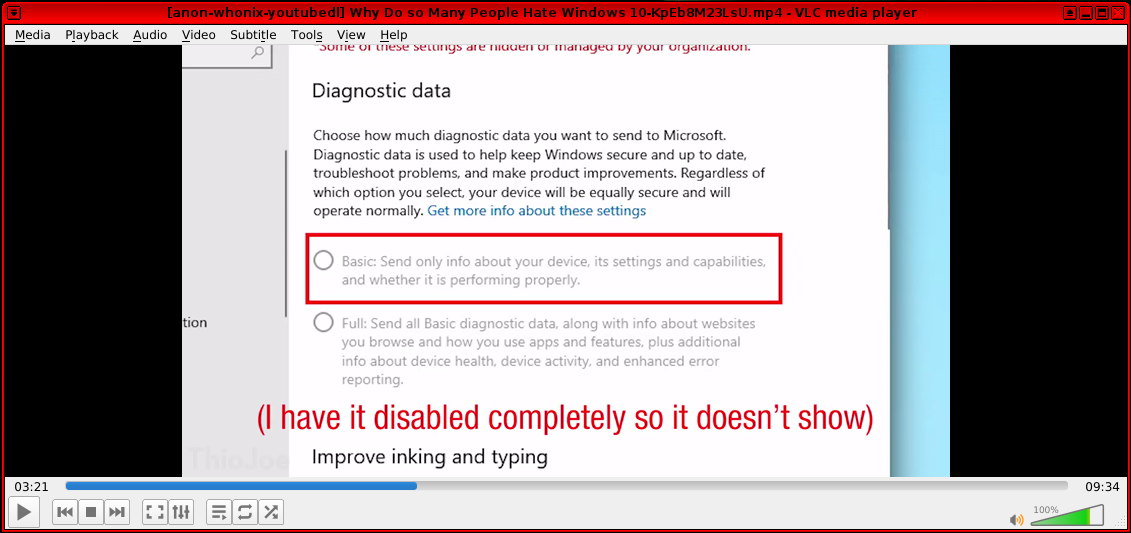 [anon-whonix-youtubedl] Why Do so Many People Hate Windows 10-KpEb8M23LsU.mp4 - VLC media player
Media Playback Audio Video Subtitle Tools View Help
*Some of these settings are hidden or managed by your organization.
Diagnostic data
Choose how much diagnostic data you want to send to Microsoft.
Diagnostic data is used to help keep Windows secure and up to date,
troubleshoot problems, and make product improvements. Regardless of
which option you select, your device will be equally secure and will
operate normally. Get more info about these settings
Basic: Send only info about your device, its settings and capabilities,
and whether it is performing properly.
tion
Full: Send all Basic diagnostic data, along with info about websites
you browse and how you use apps and features, plus additional
info about device health, device activity, and enhanced error
reporting.
(I have it disabled completely so it doesn't show)
ThioJoe
Improve inking and typing
03:21
09:34
100%